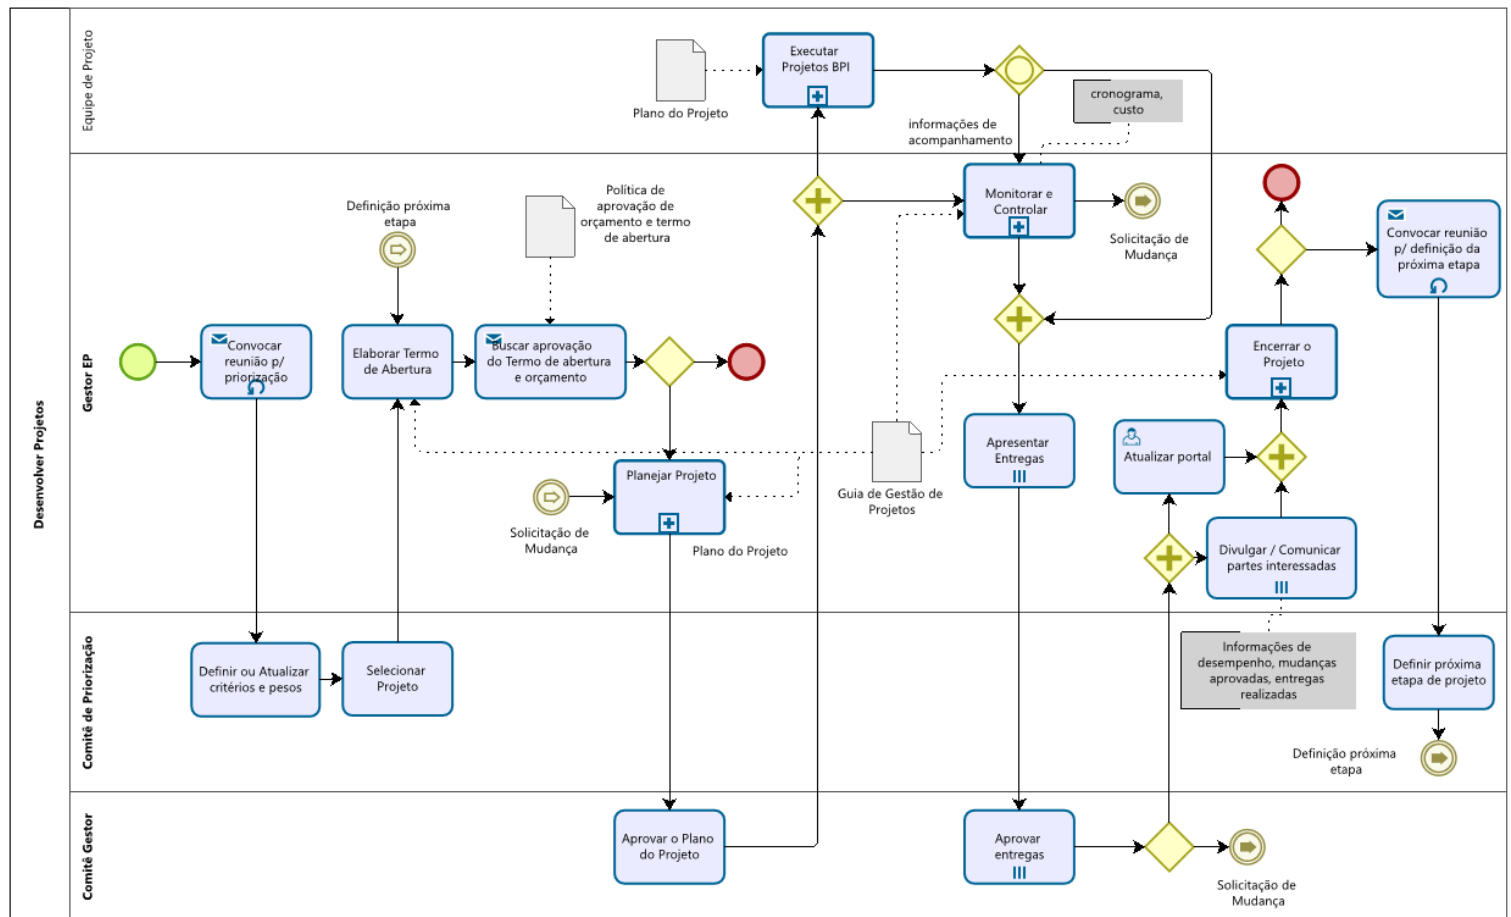 Desenvolver Projetos
Equipe de Projeto
Plano do Projeto
Executar
Projetos BPI
informações de
acompanhamento
cronograma,
custo
Gestor EP
Convocar
reunião p/
priorização
Definição próxima
etapa
Elaborar Termo
de Abertura
Política de
aprovação de
orçamento e termo
de abertura
Buscar aprovação
do Termo de abertura
e orçamento
Solicitação de
Mudança
Planejar Projeto
Plano do Projeto
Guia de Gestão de
Projetos
Monitorar e
Controlar
Solicitação de
Mudança
Apresentar
Entregas
Atualizar portal
Divulgar / Comunicar
partes interessadas
Encerrar o
Projeto
Convocar reunião
p/ definição da
próxima etapa
Comitê de Priorização
Definir ou Atualizar
critérios e pesos
Selecionar
Projeto
Informações de
desempenho, mudanças
aprovadas, entregas
realizadas
Definir próxima
etapa de projeto
Definição próxima
etapa
Comitê Gestor
Aprovar o Plano
do Projeto
Aprovar
entregas
Solicitação de
Mudança